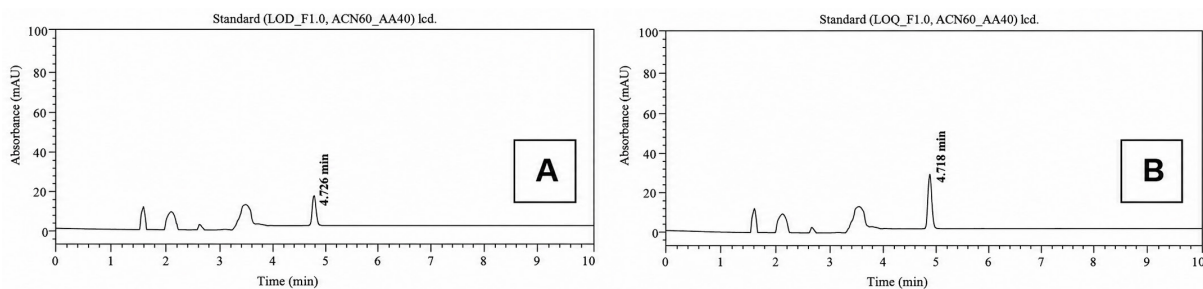 Standard (LOD_F1.0, ACN60_AA40) lcd.
Absorbance (mAU)
100
80
60
40
20
0
4.726 min
A
0 1 2 3 4 5 6 7 8 9 10
Time (min)
Standard (LOQ_F1.0, ACN60_AA40) lcd.
Absorbance (mAU)
100
80
60
40
20
0
4.718 min
B
0 1 2 3 4 5 6 7 8 9 10
Time (min)